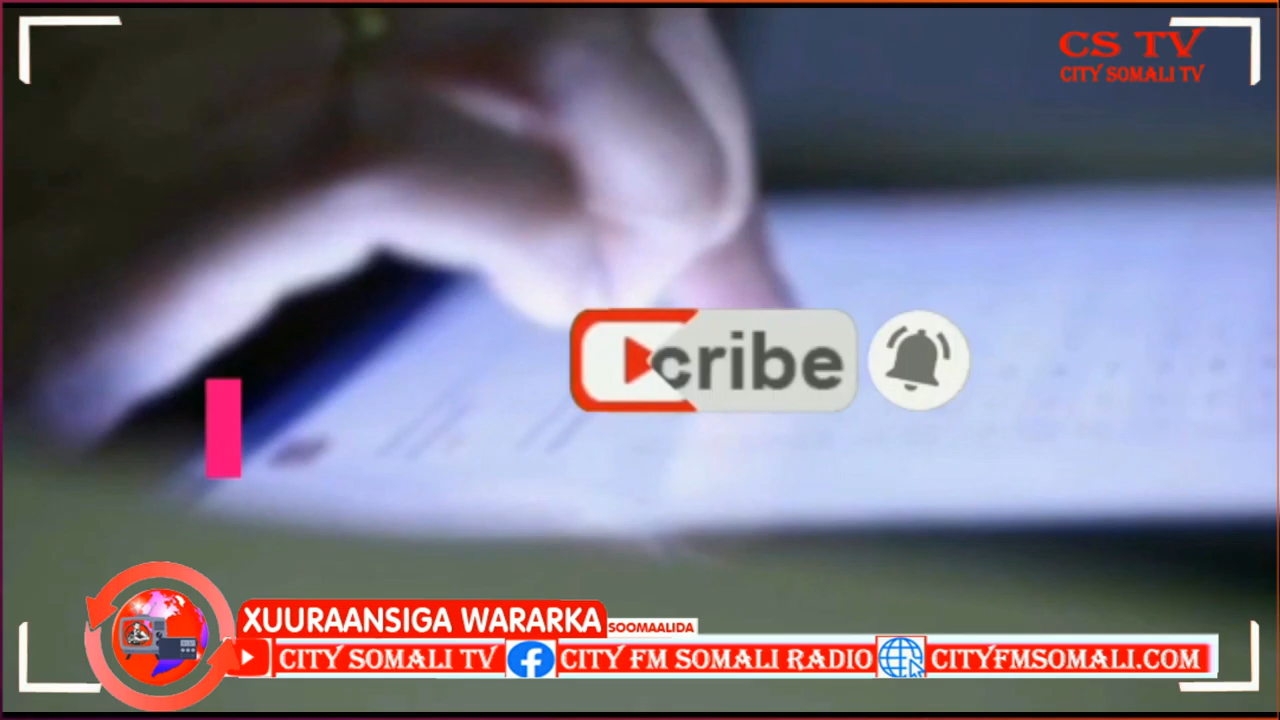 CS TV
CITY SOMALI TV
cribe
XUURAANSIGA WARARKA
SOOMAALIDA
CITY SOMALI TV CITY FM SOMALI RADIO CITYFMSOMALI.COM